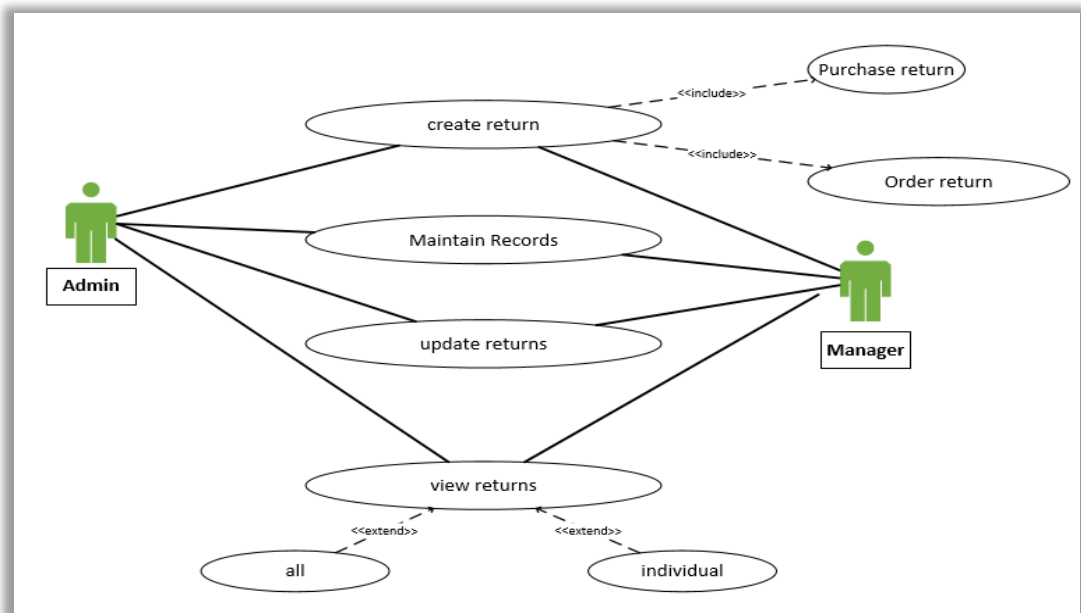 Purchase return
<<include>>
create return
<<include>>
Order return
Maintain Records
Admin
update returns
Manager
view returns
<<extend>>
<<extend>>
all
individual